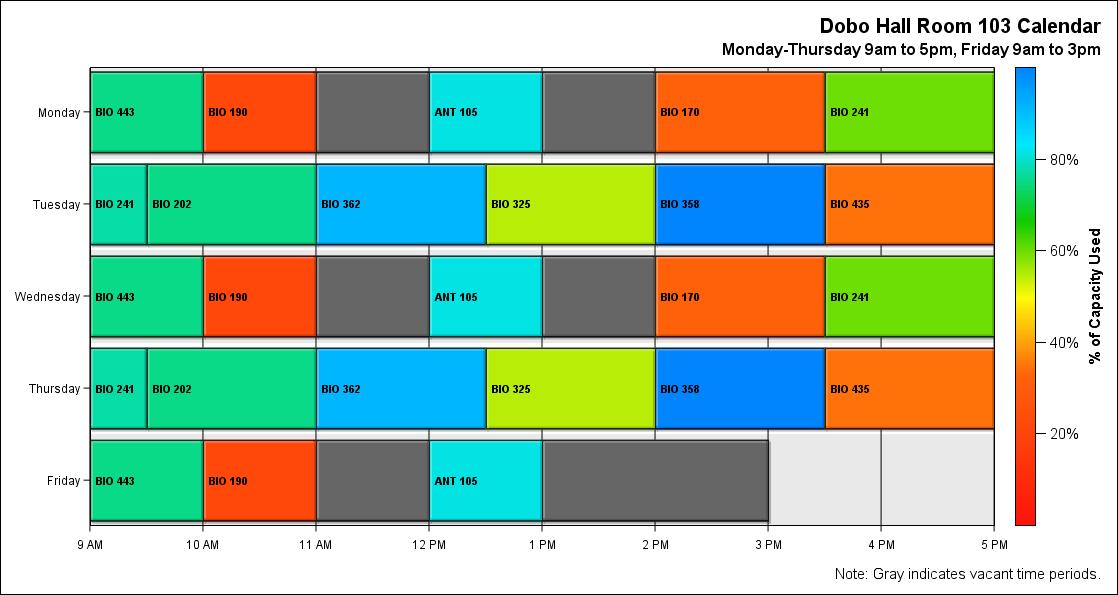 Dobo Hall Room 103 Calendar
Monday-Thursday 9am to 5pm, Friday 9am to 3pm
Monday
BIO 443
BIO 190
ANT 105
BIO 170
BIO 241
Tuesday
BIO 241
BIO 202
BIO 362
BIO 325
BIO 358
BIO 435
Wednesday
BIO 443
BIO 190
ANT 105
BIO 170
BIO 241
Thursday
BIO 241
BIO 202
BIO 362
BIO 325
BIO 358
BIO 435
Friday
BIO 443
BIO 190
ANT 105
9 AM
10 AM
11 AM
12 PM
1 PM
2 PM
3 PM
4 PM
5 PM
80%
60%
40%
20%
% of Capacity Used
Note: Gray indicates vacant time periods.